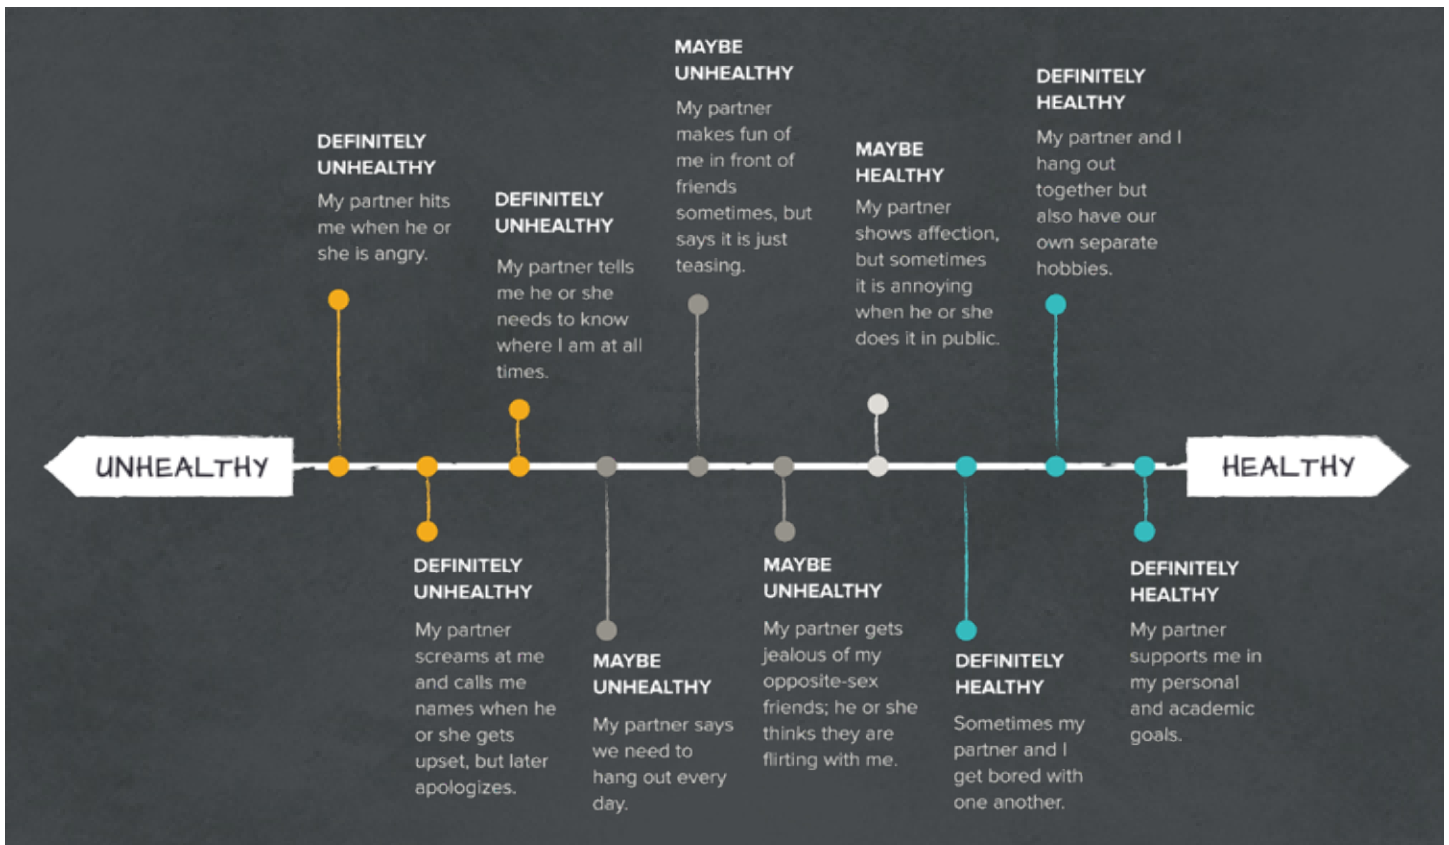 DEFINITELY
UNHEALTHY
My partner hits
me when he or
she is angry.
DEFINITELY
UNHEALTHY
My partner tells
me he or she
needs to know
where I am at all
times.
MAYBE
UNHEALTHY
My partner
makes fun of
me in front of
friends
sometimes, but
says it is just
teasing.
MAYBE
HEALTHY
My partner
shows affection,
but sometimes
it is annoying
when he or she
does it in public.
DEFINITELY
HEALTHY
My partner and I
hang out
together but
also have our
own separate
hobbies.
UNHEALTHY
HEALTHY
DEFINITELY
UNHEALTHY
My partner
screams at me
and calls me
names when he
or she gets
upset, but later
apologizes.
MAYBE
UNHEALTHY
My partner says
we need to
hang out every
day.
MAYBE
UNHEALTHY
My partner gets
jealous of my
opposite-sex
friends; he or she
thinks they are
flirting with me.
DEFINITELY
HEALTHY
Sometimes my
partner and I
get bored with
one another.
DEFINITELY
HEALTHY
My partner
supports me in
my personal
and academic
goals.